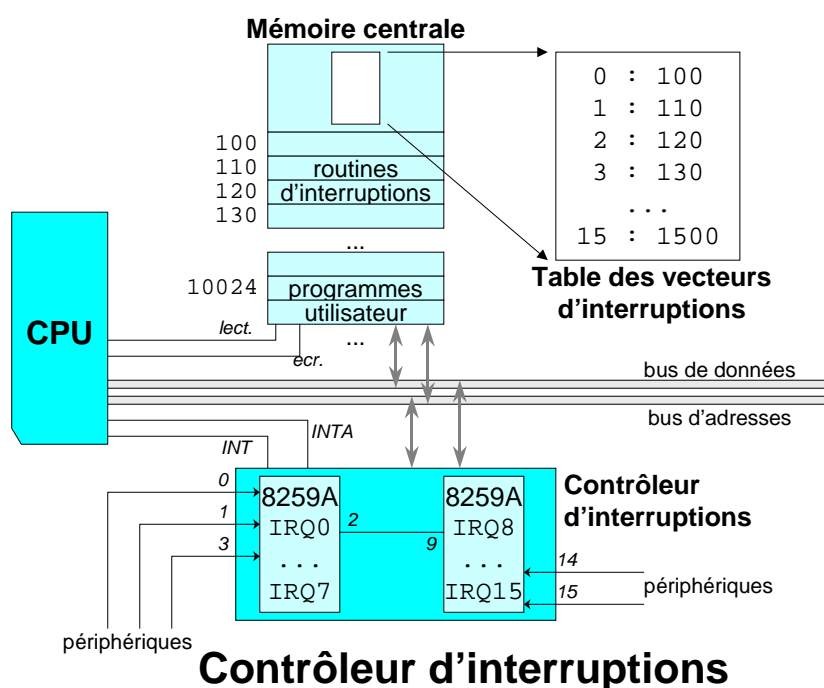 Mémoire centrale
0 : 100
1 : 110
2 : 120
3 : 130
...
15 : 1500
Table des vecteurs
d'interruptions
100
110
120
130
routines
d'interruptions
...
10024
programmes
utilisateur
...
CPU
lect.
ecr.
bus de données
bus d'adresses
INT
INTA
0
1
3
8259A
IRQ0
...
IRQ7
2
9
8259A
IRQ8
...
IRQ15
Contrôleur
d'interruptions
14
15
périphériques
périphériques
Contrôleur d'interruptions